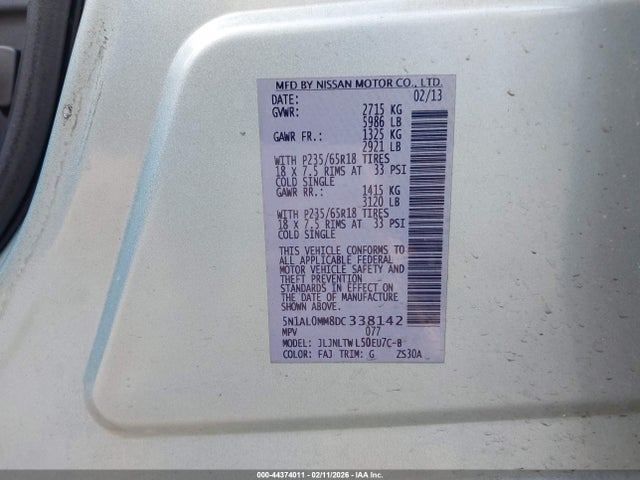 MFD BY NISSAN MOTOR CO., LTD.
DATE: 02/13
GVWR: 2715 KG
5986 LB
GAWR FR.: 1325 KG
2921 LB
WITH P235/65R18 TIRES
18 X 7.5 RIMS AT 33 PSI
COLD SINGLE
GAWR RR.: 1415 KG
3120 LB
WITH P235/65R18 TIRES
18 X 7.5 RIMS AT 33 PSI
COLD SINGLE
THIS VEHICLE CONFORMS TO
ALL APPLICABLE FEDERAL
MOTOR VEHICLE SAFETY AND
THEFT PREVENTION
STANDARDS IN EFFECT ON
THE DATE OF MANUFACTURE
SHOWN ABOVE.
5N1AL0MM8DC338142
MPV 077
MODEL: JLJNLTWL50EU7C-B
COLOR: FAJ TRIM: G ZS30A
000-44374011 - 02/11/2026 - IAA Inc.